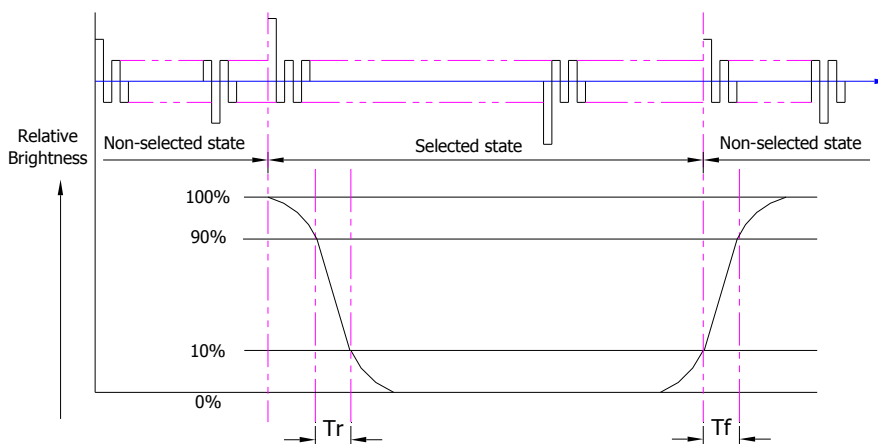 Relative
Brightness
Non-selected state
Selected state
Non-selected state
100%
90%
10%
0%
Tr
Tf